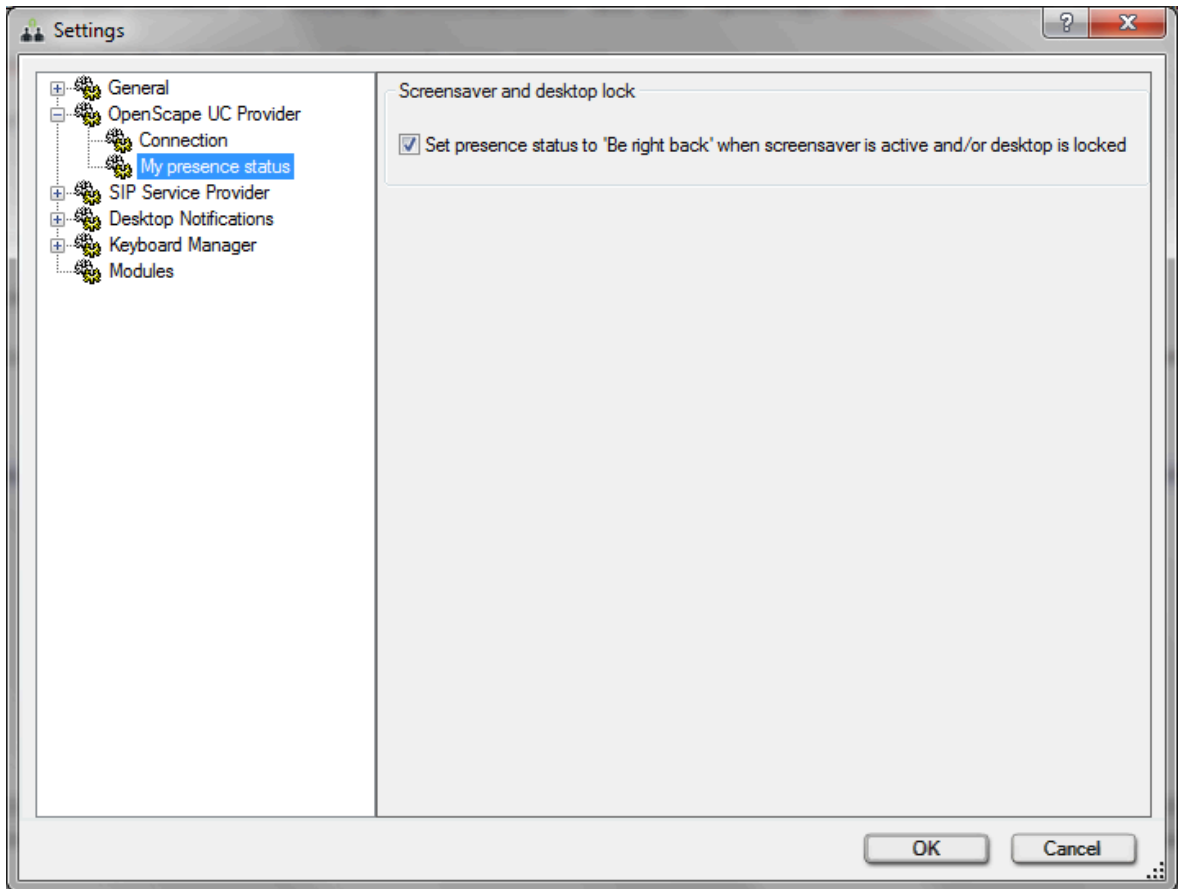 Settings
General
OpenScape UC Provider
Connection
My presence status
SIP Service Provider
Desktop Notifications
Keyboard Manager
Modules
Screensaver and desktop lock
Set presence status to 'Be right back' when screensaver is active and/or desktop is locked
OK
Cancel